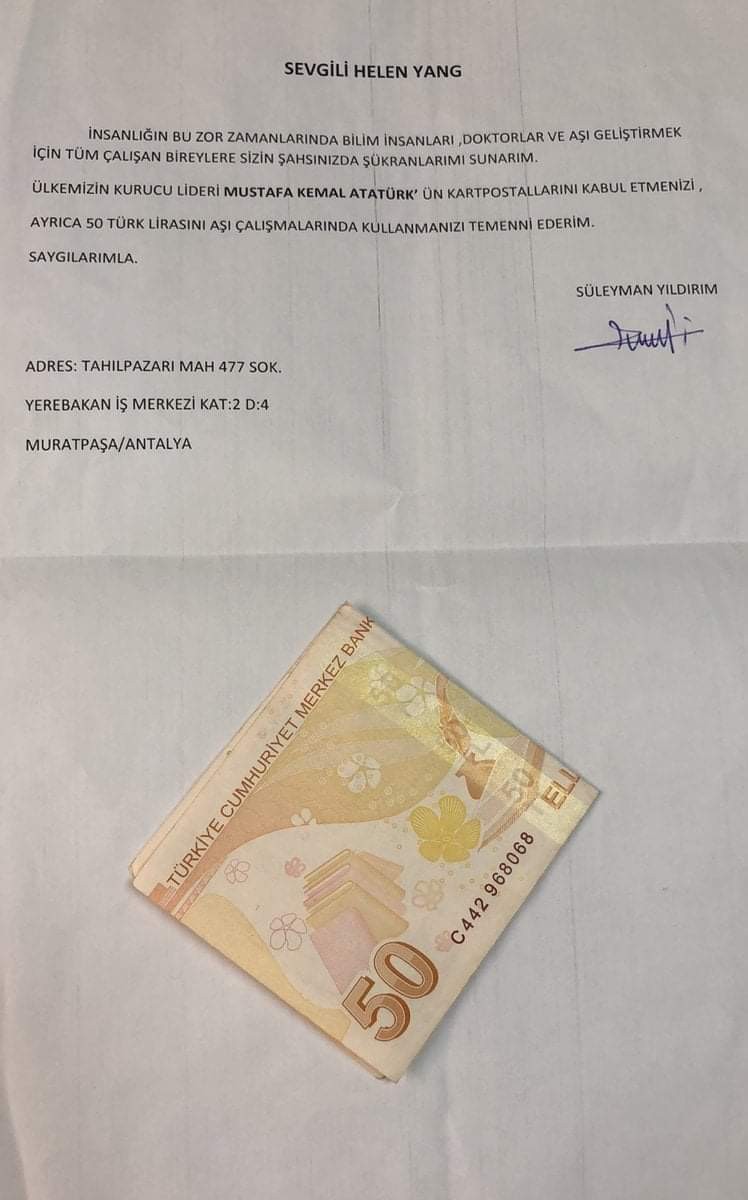 SEVGİLİ HELEN YANG
İNSANLIĞIN BU ZOR ZAMANLARINDA BİLİM İNSANLARI ,DOKTORLAR VE AŞI GELİŞTİRMEK
İÇİN TÜM ÇALIŞAN BİREYLERE SİZİN ŞAHSINIZDA ŞÜKRANLARIMI SUNARIM.
ÜLKEMİZİN KURUCU LİDERİ MUSTAFA KEMAL ATATÜRK' ÜN KARTPOSTALLARINI KABUL ETMENİZİ ,
AYRICA 50 TÜRK LİRASINI AŞI ÇALIŞMALARINDA KULLANMANIZI TEMENNİ EDERİM.
SAYGILARIMLA.
SÜLEYMAN YILDIRIM
ADRES: TAHILPAZARI MAH 477 SOK.
YEREBAKAN İŞ MERKEZİ KAT:2 D:4
MURATPAŞA/ANTALYA
TÜRKİYE CUMHURİYET MERKEZ BANK
50
ELL
C442 968068
50